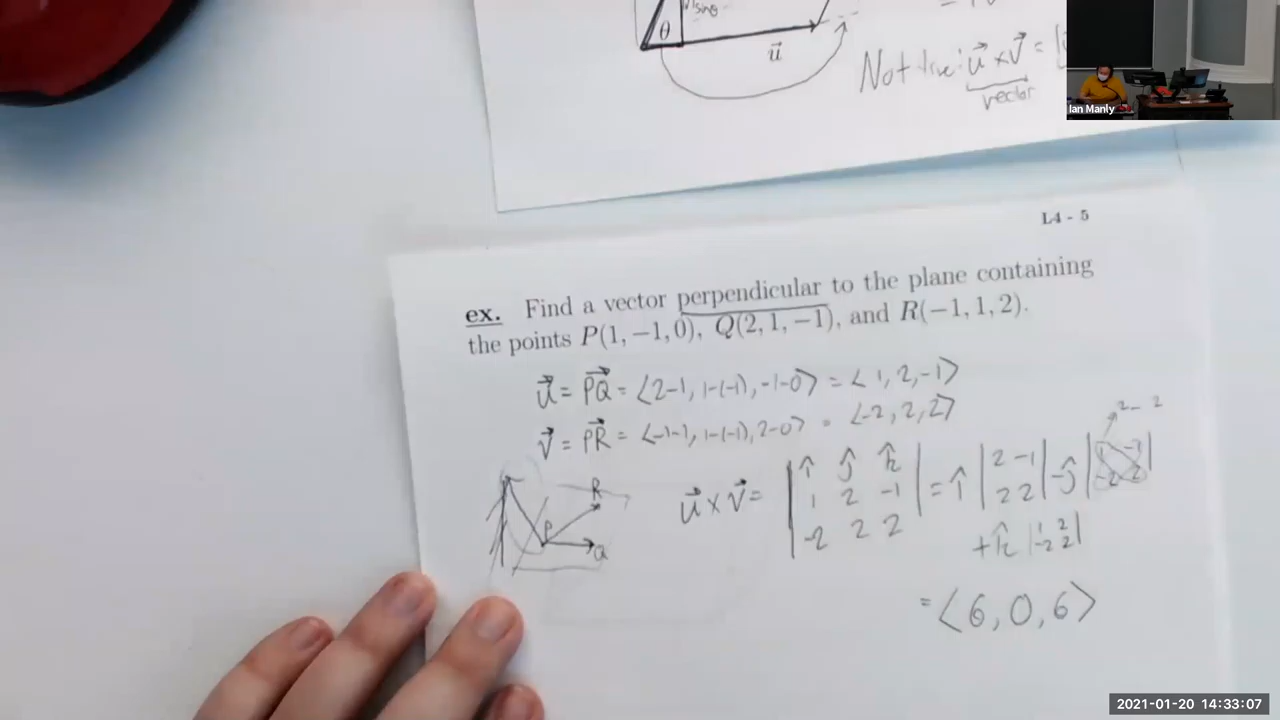 θ
u⃗
Not true: u⃗ × v⃗ =
vector
Ian Manly
L4 - 5
ex. Find a vector perpendicular to the plane containing
the points P(1, −1, 0), Q(2, 1, −1), and R(−1, 1, 2).
u⃗ = PQ⃗ = ⟨2-1, 1-(-1), -1-0⟩ = ⟨1, 2, -1⟩
v⃗ = PR⃗ = ⟨-1-1, 1-(-1), 2-0⟩ = ⟨-2, 2, 2⟩
2- 2
R
P
Q
u⃗ × v⃗ = | î ĵ k̂ | = î | 2 -1 | - ĵ
1 2 -1 | 2 2 |
-2 2 2
+ k̂ | 1 2 |
| -2 2 |
= ⟨6, 0, 6⟩
2021-01-20 14:33:07